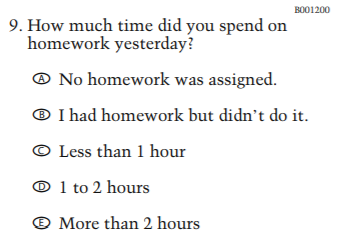 B001200
9. How much time did you spend on
homework yesterday?
Ⓐ No homework was assigned.
Ⓑ I had homework but didn't do it.
Ⓒ Less than 1 hour
Ⓓ 1 to 2 hours
Ⓔ More than 2 hours